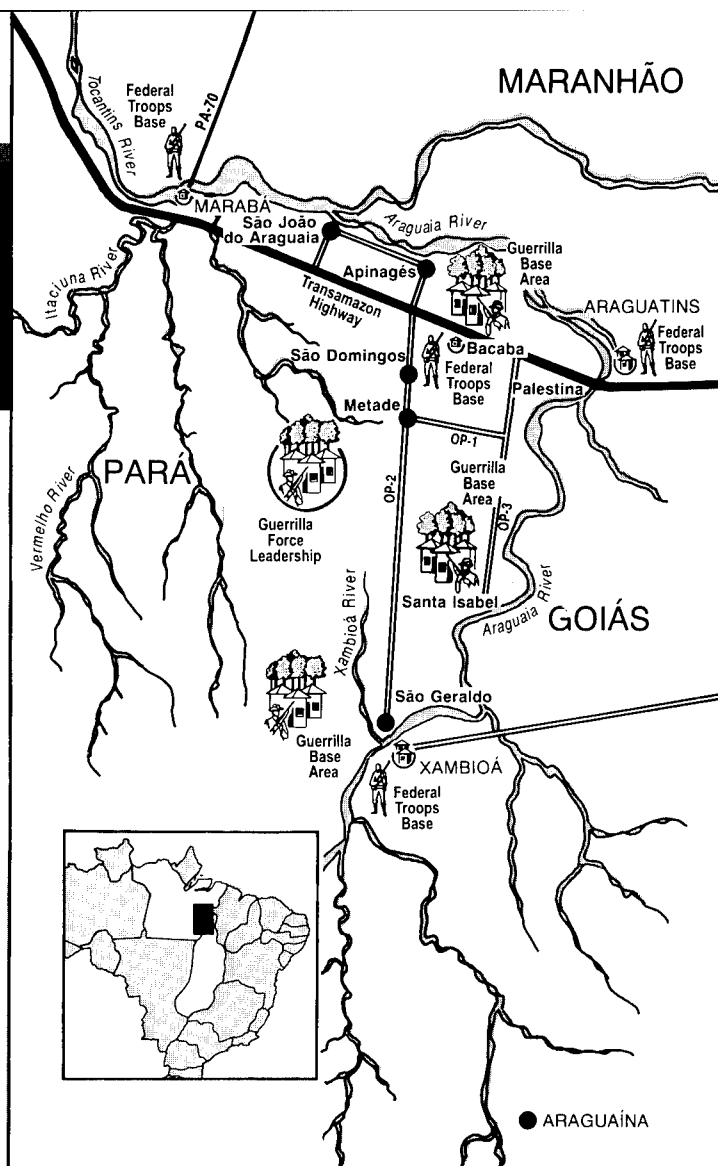 MARANHÃO
Tocantins River
Federal
Troops
Base
PA-70
MARABÁ
São João
do Araguaia
Araguaia River
Itaciuna River
Apinagés
Guerrilla
Base
Area
Transamazon
Highway
ARAGUATINS
Federal
Troops
Base
São Domingos
Bacaba
Federal
Troops
Base
Palestina
Metade
OP-1
PARÁ
Vermelho River
Guerrilla
Force
Leadership
OP-2
Guerrilla
Base
Area
OP-3
Santa Isabel
Araguaia River
GOIÁS
Xambioá River
São Geraldo
Guerrilla
Base
Area
XAMBIOÁ
Federal
Troops
Base
ARAGUAÍNA